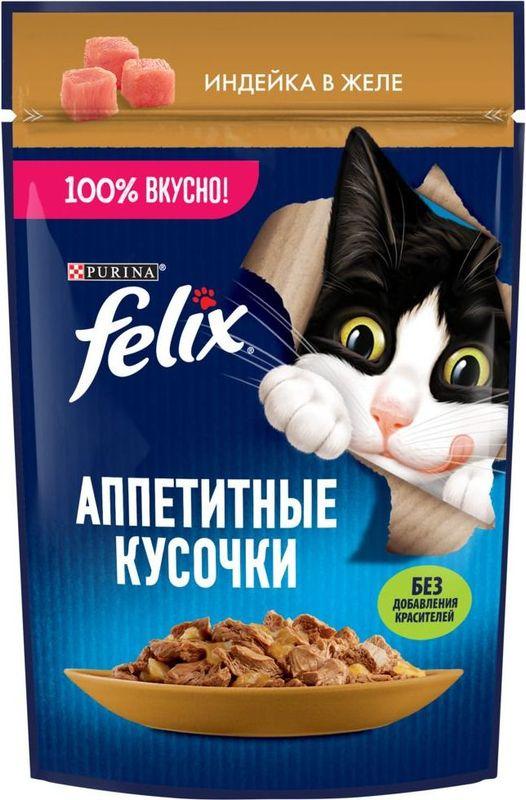 ИНДЕЙКА В ЖЕЛЕ
100% ВКУСНО!
PURINA®
felix®
АППЕТИТНЫЕ
КУСОЧКИ
БЕЗ
ДОБАВЛЕНИЯ
КРАСИТЕЛЕЙ